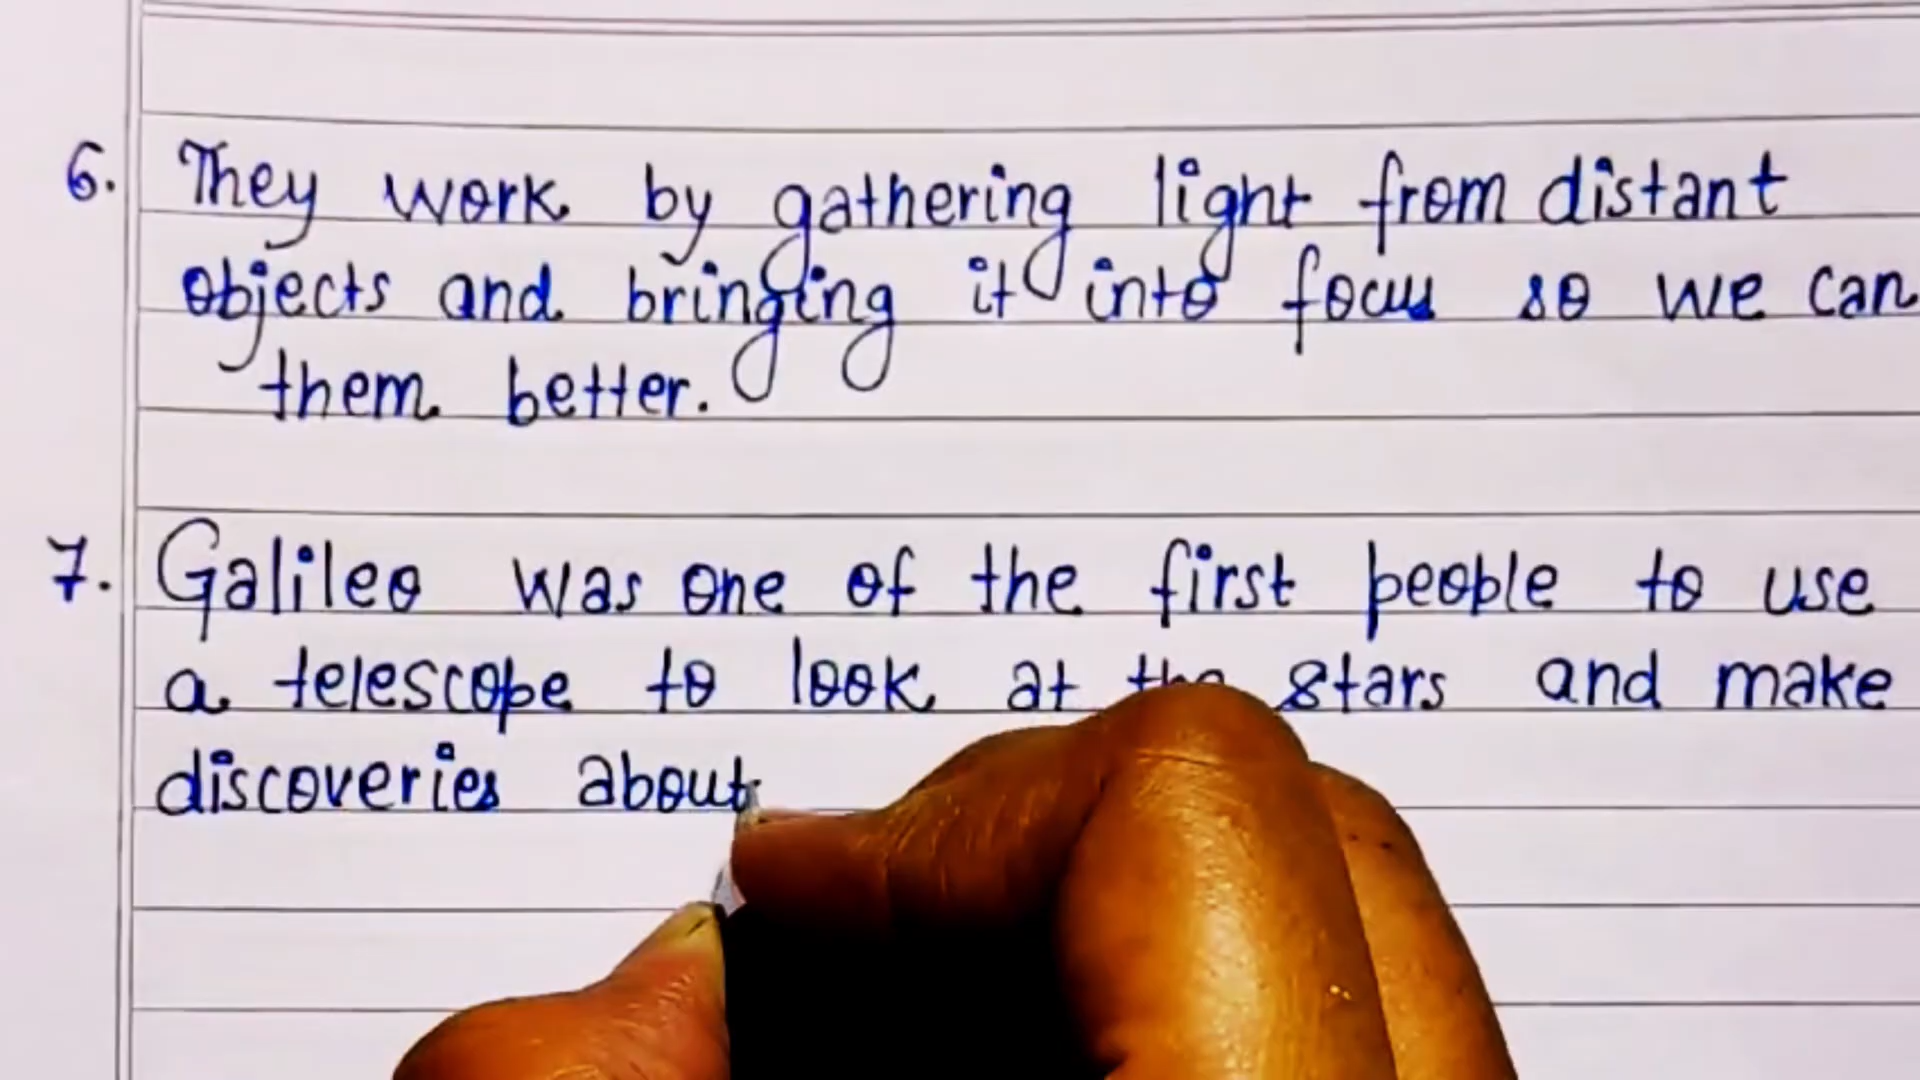 6. They work by gathering light from distant
objects and bringing it into focus so we can
them better.
7. Galileo was one of the first people to use
a telescope to look at the stars and make
discoveries about